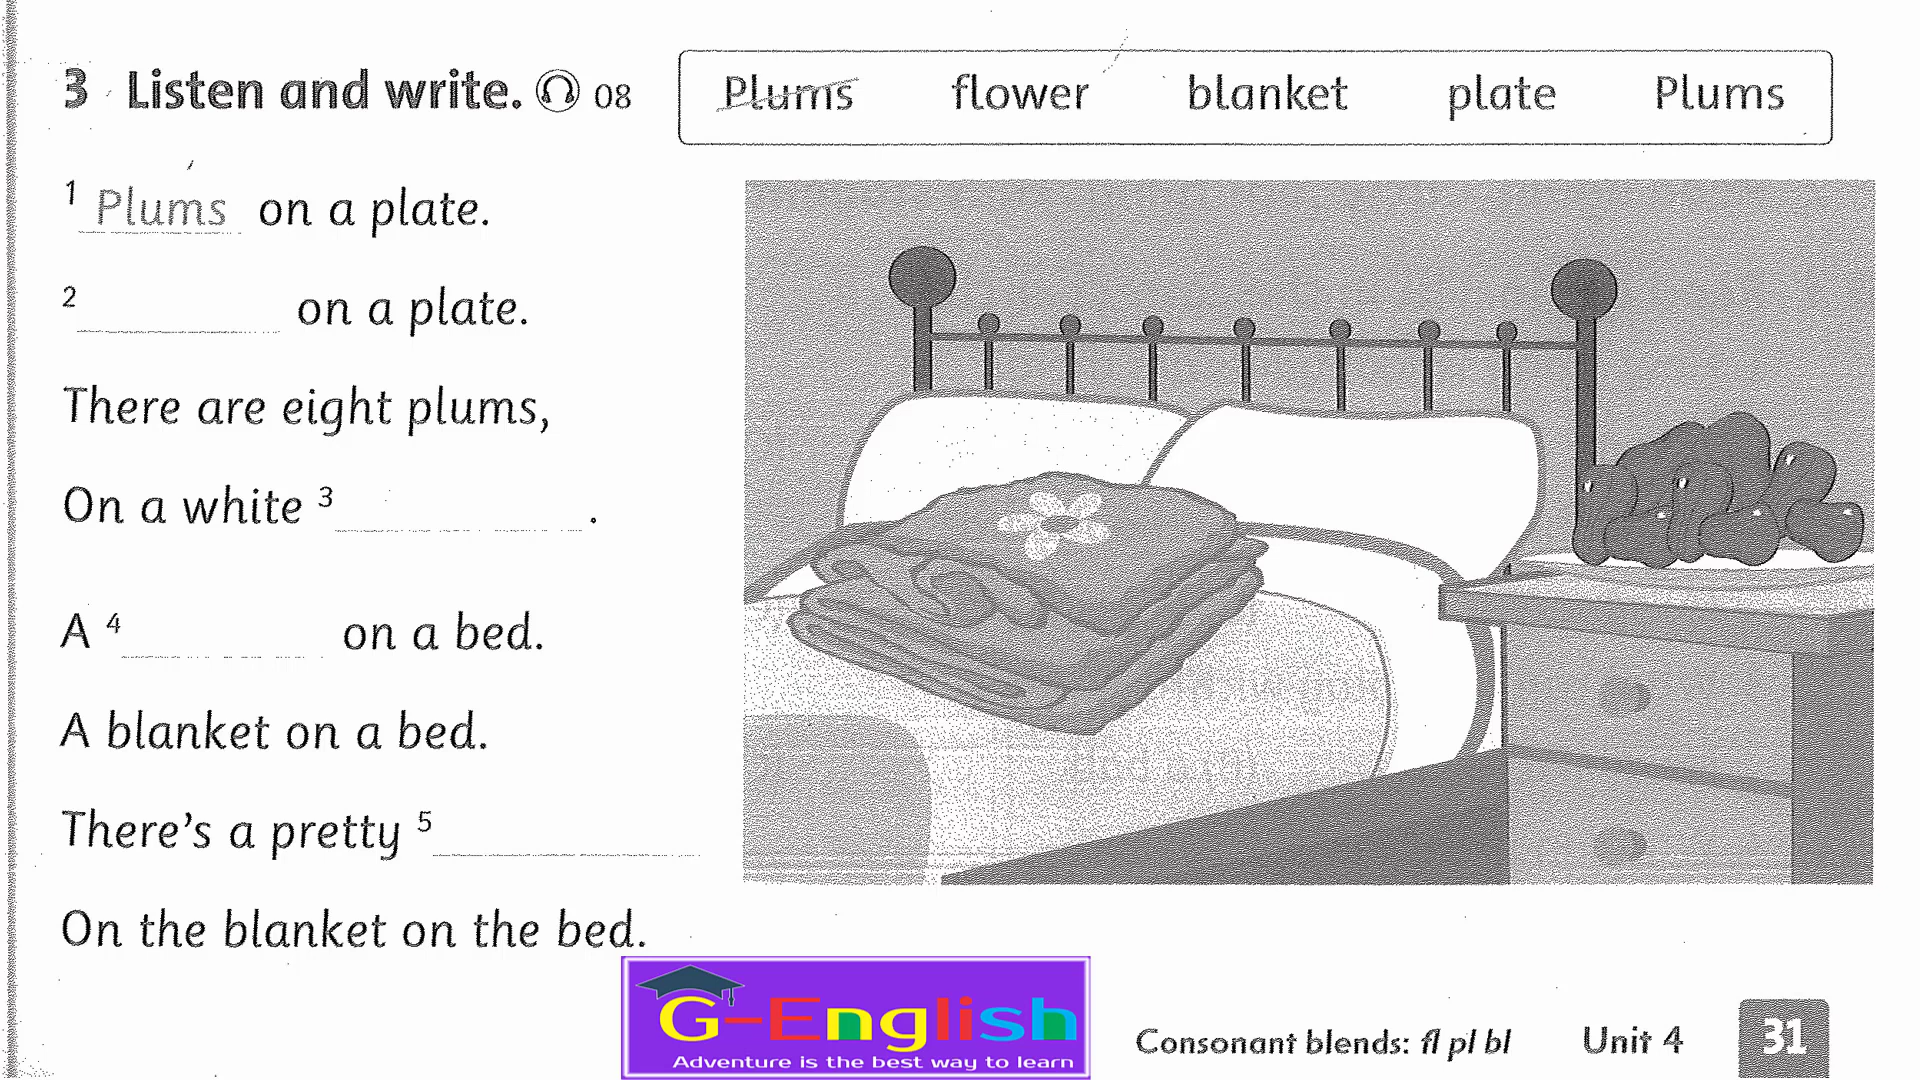 3 Listen and write. 08
Plums flower blanket plate Plums
1 Plums on a plate.
2 on a plate.
There are eight plums,
On a white 3 .
A 4 on a bed.
A blanket on a bed.
There's a pretty 5
On the blanket on the bed.
G-English
Adventure is the best way to learn
Consonant blends: fl pl bl Unit 4 31